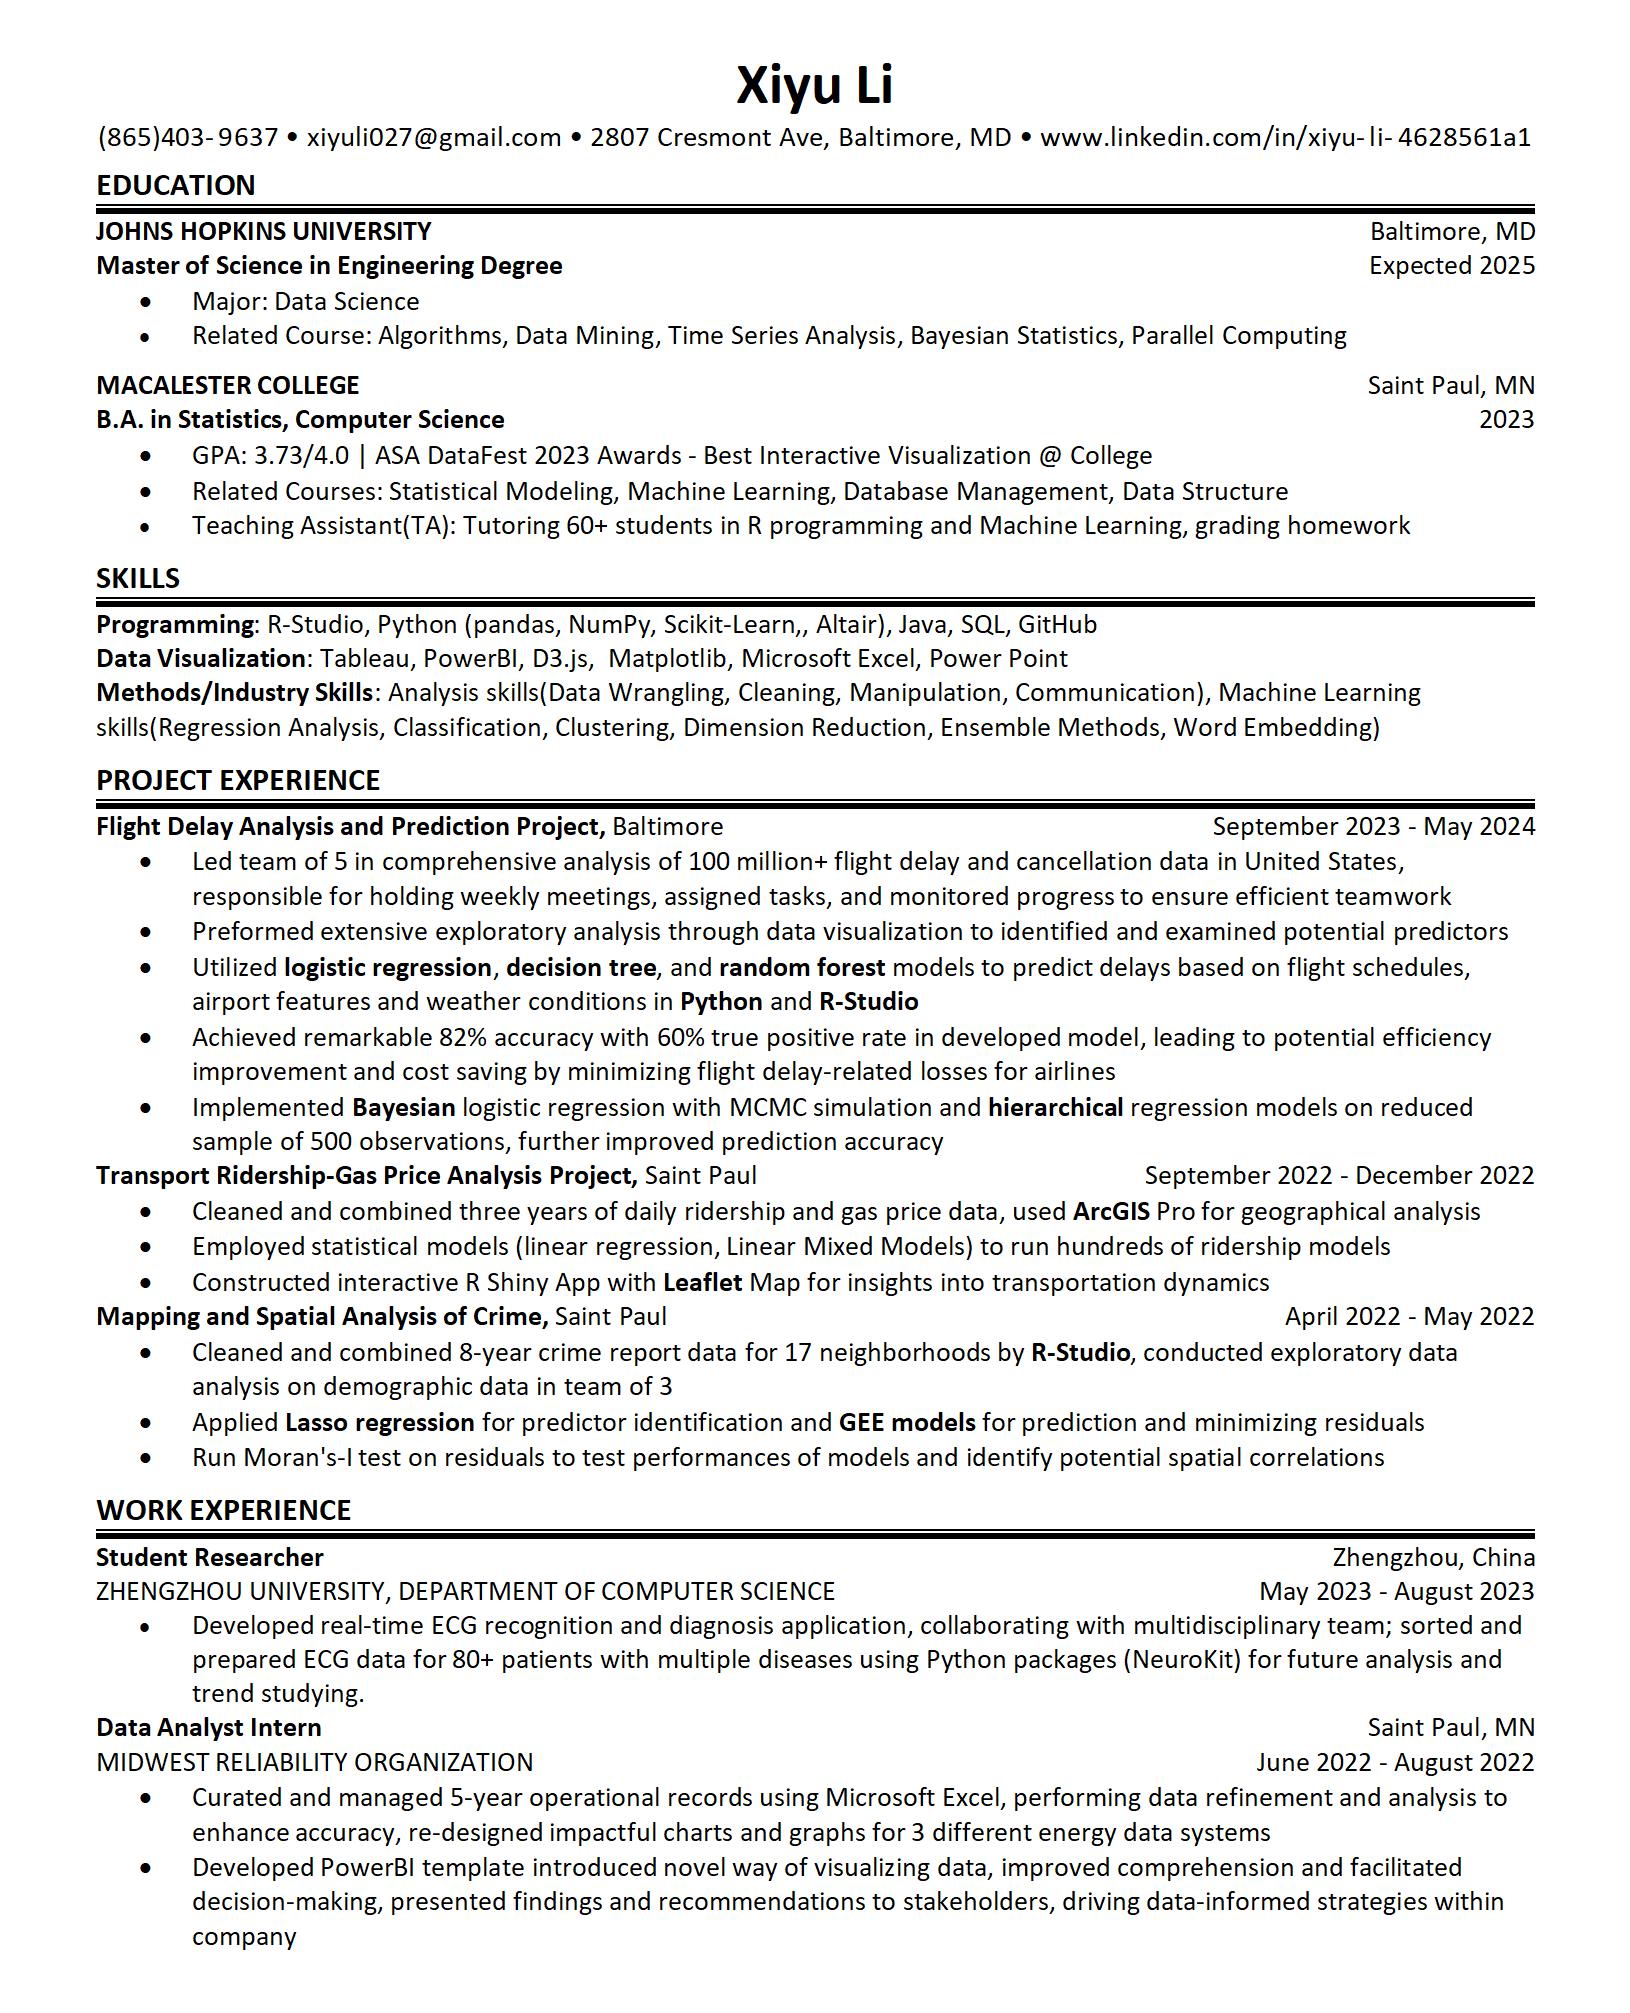 Xiyu Li
(865)403-9637 • xiyuli027@gmail.com • 2807 Cresmont Ave, Baltimore, MD • www.linkedin.com/in/xiyu-li-4628561a1
EDUCATION
JOHNS HOPKINS UNIVERSITY Baltimore, MD
Master of Science in Engineering Degree Expected 2025
• Major: Data Science
• Related Course: Algorithms, Data Mining, Time Series Analysis, Bayesian Statistics, Parallel Computing
MACALESTER COLLEGE Saint Paul, MN
B.A. in Statistics, Computer Science 2023
• GPA: 3.73/4.0 | ASA DataFest 2023 Awards - Best Interactive Visualization @ College
• Related Courses: Statistical Modeling, Machine Learning, Database Management, Data Structure
• Teaching Assistant(TA): Tutoring 60+ students in R programming and Machine Learning, grading homework
SKILLS
Programming: R-Studio, Python (pandas, NumPy, Scikit-Learn,, Altair), Java, SQL, GitHub
Data Visualization: Tableau, PowerBI, D3.js,  Matplotlib, Microsoft Excel, Power Point
Methods/Industry Skills: Analysis skills(Data Wrangling, Cleaning, Manipulation, Communication), Machine Learning
skills(Regression Analysis, Classification, Clustering, Dimension Reduction, Ensemble Methods, Word Embedding)
PROJECT EXPERIENCE
Flight Delay Analysis and Prediction Project, Baltimore September 2023 - May 2024
• Led team of 5 in comprehensive analysis of 100 million+ flight delay and cancellation data in United States,
responsible for holding weekly meetings, assigned tasks, and monitored progress to ensure efficient teamwork
• Preformed extensive exploratory analysis through data visualization to identified and examined potential predictors
• Utilized logistic regression, decision tree, and random forest models to predict delays based on flight schedules,
airport features and weather conditions in Python and R-Studio
• Achieved remarkable 82% accuracy with 60% true positive rate in developed model, leading to potential efficiency
improvement and cost saving by minimizing flight delay-related losses for airlines
• Implemented Bayesian logistic regression with MCMC simulation and hierarchical regression models on reduced
sample of 500 observations, further improved prediction accuracy
Transport Ridership-Gas Price Analysis Project, Saint Paul September 2022 - December 2022
• Cleaned and combined three years of daily ridership and gas price data, used ArcGIS Pro for geographical analysis
• Employed statistical models (linear regression, Linear Mixed Models) to run hundreds of ridership models
• Constructed interactive R Shiny App with Leaflet Map for insights into transportation dynamics
Mapping and Spatial Analysis of Crime, Saint Paul April 2022 - May 2022
• Cleaned and combined 8-year crime report data for 17 neighborhoods by R-Studio, conducted exploratory data
analysis on demographic data in team of 3
• Applied Lasso regression for predictor identification and GEE models for prediction and minimizing residuals
• Run Moran's-I test on residuals to test performances of models and identify potential spatial correlations
WORK EXPERIENCE
Student Researcher Zhengzhou, China
ZHENGZHOU UNIVERSITY, DEPARTMENT OF COMPUTER SCIENCE May 2023 - August 2023
• Developed real-time ECG recognition and diagnosis application, collaborating with multidisciplinary team; sorted and
prepared ECG data for 80+ patients with multiple diseases using Python packages (NeuroKit) for future analysis and
trend studying.
Data Analyst Intern Saint Paul, MN
MIDWEST RELIABILITY ORGANIZATION June 2022 - August 2022
• Curated and managed 5-year operational records using Microsoft Excel, performing data refinement and analysis to
enhance accuracy, re-designed impactful charts and graphs for 3 different energy data systems
• Developed PowerBI template introduced novel way of visualizing data, improved comprehension and facilitated
decision-making, presented findings and recommendations to stakeholders, driving data-informed strategies within
company